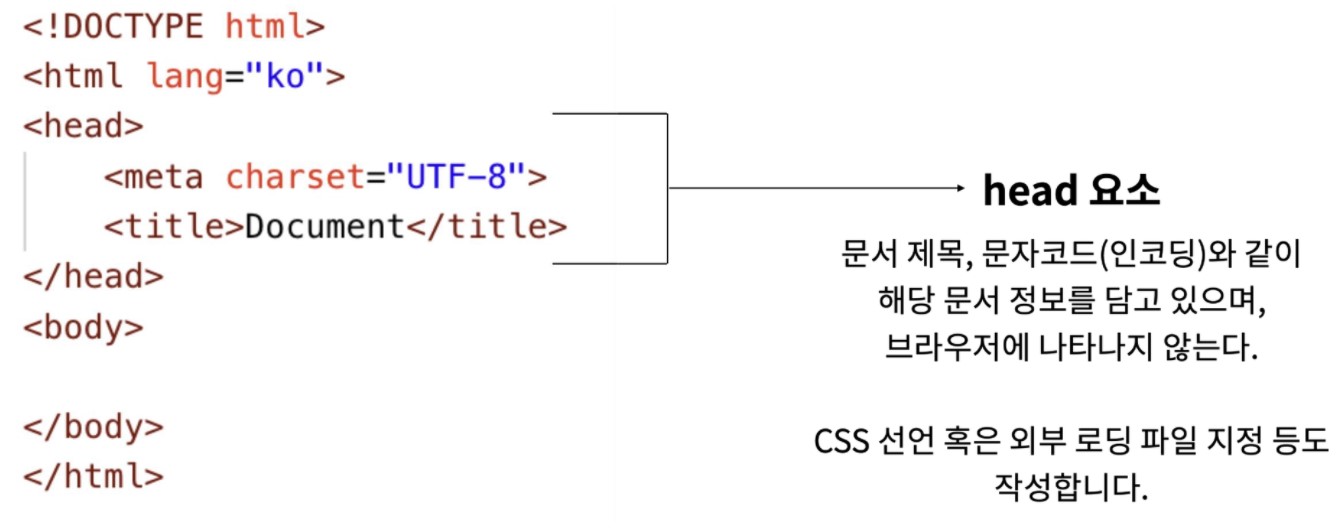 <!DOCTYPE html>
<html lang="ko">
<head>
<meta charset="UTF-8">
<title>Document</title>
</head>
<body>
</body>
</html>
head 요소
문서 제목, 문자코드(인코딩)와 같이
해당 문서 정보를 담고 있으며,
브라우저에 나타나지 않는다.
CSS 선언 혹은 외부 로딩 파일 지정 등도
작성합니다.